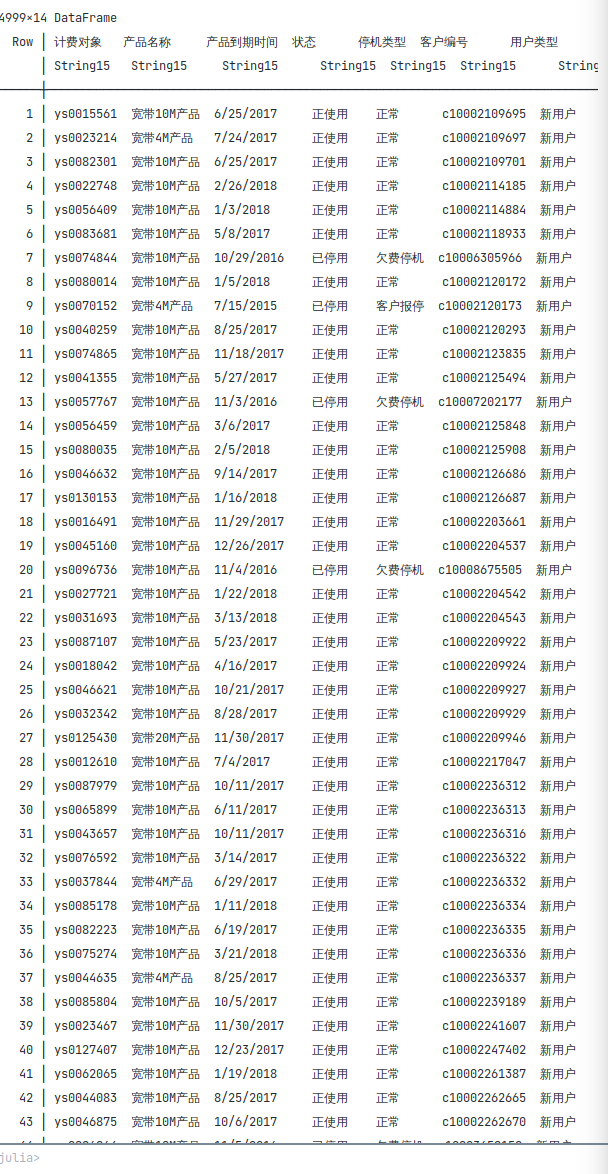 4999×14 DataFrame
Row │ 计费对象 产品名称 产品到期时间 状态 停机类型 客户编号 用户类型
│ String15 String15 String15 String15 String15 String15 String
1 │ ys0015561 宽带10M产品 6/25/2017 正使用 正常 c10002109695 新用户
2 │ ys0023214 宽带4M产品 7/24/2017 正使用 正常 c10002109697 新用户
3 │ ys0082301 宽带10M产品 6/25/2017 正使用 正常 c10002109701 新用户
4 │ ys0022748 宽带10M产品 2/26/2018 正使用 正常 c10002114185 新用户
5 │ ys0056409 宽带10M产品 1/3/2018 正使用 正常 c10002114884 新用户
6 │ ys0083681 宽带10M产品 5/8/2017 正使用 正常 c10002118933 新用户
7 │ ys0074844 宽带10M产品 10/29/2016 已停用 欠费停机 c10006305966 新用户
8 │ ys0080014 宽带10M产品 1/5/2018 正使用 正常 c10002120172 新用户
9 │ ys0070152 宽带4M产品 7/15/2015 已停用 客户报停 c10002120173 新用户
10 │ ys0040259 宽带10M产品 8/25/2017 正使用 正常 c10002120293 新用户
11 │ ys0074865 宽带10M产品 11/18/2017 正使用 正常 c10002123835 新用户
12 │ ys0041355 宽带10M产品 5/27/2017 正使用 正常 c10002125494 新用户
13 │ ys0057767 宽带10M产品 11/3/2016 已停用 欠费停机 c10007202177 新用户
14 │ ys0056459 宽带10M产品 3/6/2017 正使用 正常 c10002125848 新用户
15 │ ys0080035 宽带10M产品 2/5/2018 正使用 正常 c10002125908 新用户
16 │ ys0046632 宽带10M产品 9/14/2017 正使用 正常 c10002126686 新用户
17 │ ys0130153 宽带10M产品 1/16/2018 正使用 正常 c10002126687 新用户
18 │ ys0016491 宽带10M产品 11/29/2017 正使用 正常 c10002203661 新用户
19 │ ys0045160 宽带10M产品 12/26/2017 正使用 正常 c10002204537 新用户
20 │ ys0096736 宽带10M产品 11/4/2016 已停用 欠费停机 c10008675505 新用户
21 │ ys0027721 宽带10M产品 1/22/2018 正使用 正常 c10002204542 新用户
22 │ ys0031693 宽带10M产品 3/13/2018 正使用 正常 c10002204543 新用户
23 │ ys0087107 宽带10M产品 5/23/2017 正使用 正常 c10002209922 新用户
24 │ ys0018042 宽带10M产品 4/16/2017 正使用 正常 c10002209924 新用户
25 │ ys0046621 宽带10M产品 10/21/2017 正使用 正常 c10002209927 新用户
26 │ ys0032342 宽带10M产品 8/28/2017 正使用 正常 c10002209929 新用户
27 │ ys0125430 宽带20M产品 11/30/2017 正使用 正常 c10002209946 新用户
28 │ ys0012610 宽带10M产品 7/4/2017 正使用 正常 c10002217047 新用户
29 │ ys0087979 宽带10M产品 10/11/2017 正使用 正常 c10002236312 新用户
30 │ ys0065899 宽带10M产品 6/11/2017 正使用 正常 c10002236313 新用户
31 │ ys0043657 宽带10M产品 10/11/2017 正使用 正常 c10002236316 新用户
32 │ ys0076592 宽带10M产品 3/14/2017 正使用 正常 c10002236322 新用户
33 │ ys0037844 宽带4M产品 6/29/2017 正使用 正常 c10002236332 新用户
34 │ ys0085178 宽带10M产品 1/11/2018 正使用 正常 c10002236334 新用户
35 │ ys0082223 宽带10M产品 6/19/2017 正使用 正常 c10002236335 新用户
36 │ ys0075274 宽带10M产品 3/21/2018 正使用 正常 c10002236336 新用户
37 │ ys0044635 宽带4M产品 8/25/2017 正使用 正常 c10002236337 新用户
38 │ ys0085804 宽带10M产品 10/5/2017 正使用 正常 c10002239189 新用户
39 │ ys0023467 宽带10M产品 11/30/2017 正使用 正常 c10002241607 新用户
40 │ ys0127407 宽带10M产品 12/23/2017 正使用 正常 c10002247402 新用户
41 │ ys0062065 宽带10M产品 1/19/2018 正使用 正常 c10002261387 新用户
42 │ ys0044083 宽带10M产品 8/25/2017 正使用 正常 c10002262665 新用户
43 │ ys0046875 宽带10M产品 10/6/2017 正使用 正常 c10002262670 新用户
julia>